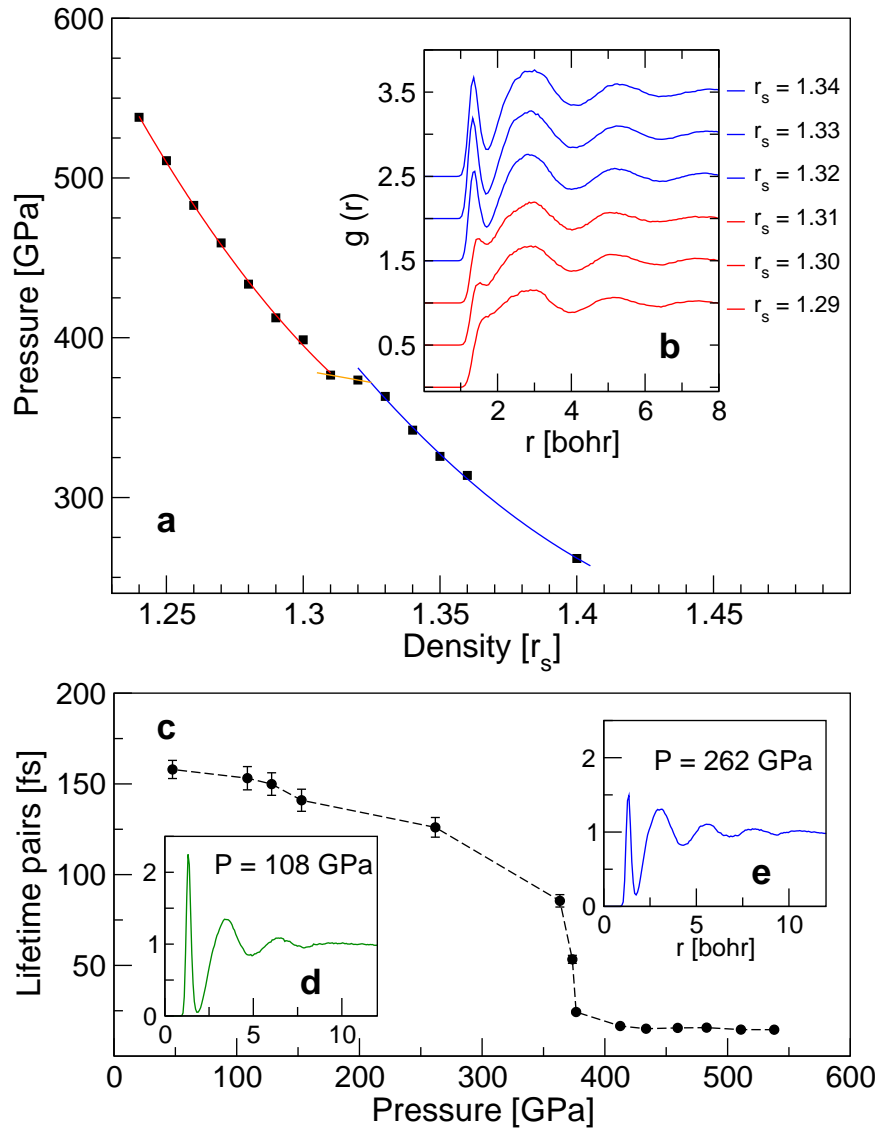 600
500
400
300
Pressure [GPa]
1.25
1.3
1.35
1.4
1.45
Density [r_s]
a
3.5
2.5
1.5
0.5
g (r)
2
4
6
8
r [bohr]
b
r_s = 1.34
r_s = 1.33
r_s = 1.32
r_s = 1.31
r_s = 1.30
r_s = 1.29
200
150
100
50
0
Lifetime pairs [fs]
0
100
200
300
400
500
600
Pressure [GPa]
c
P = 108 GPa
2
1
0
0
5
10
d
P = 262 GPa
2
1
0
0
5
10
r [bohr]
e